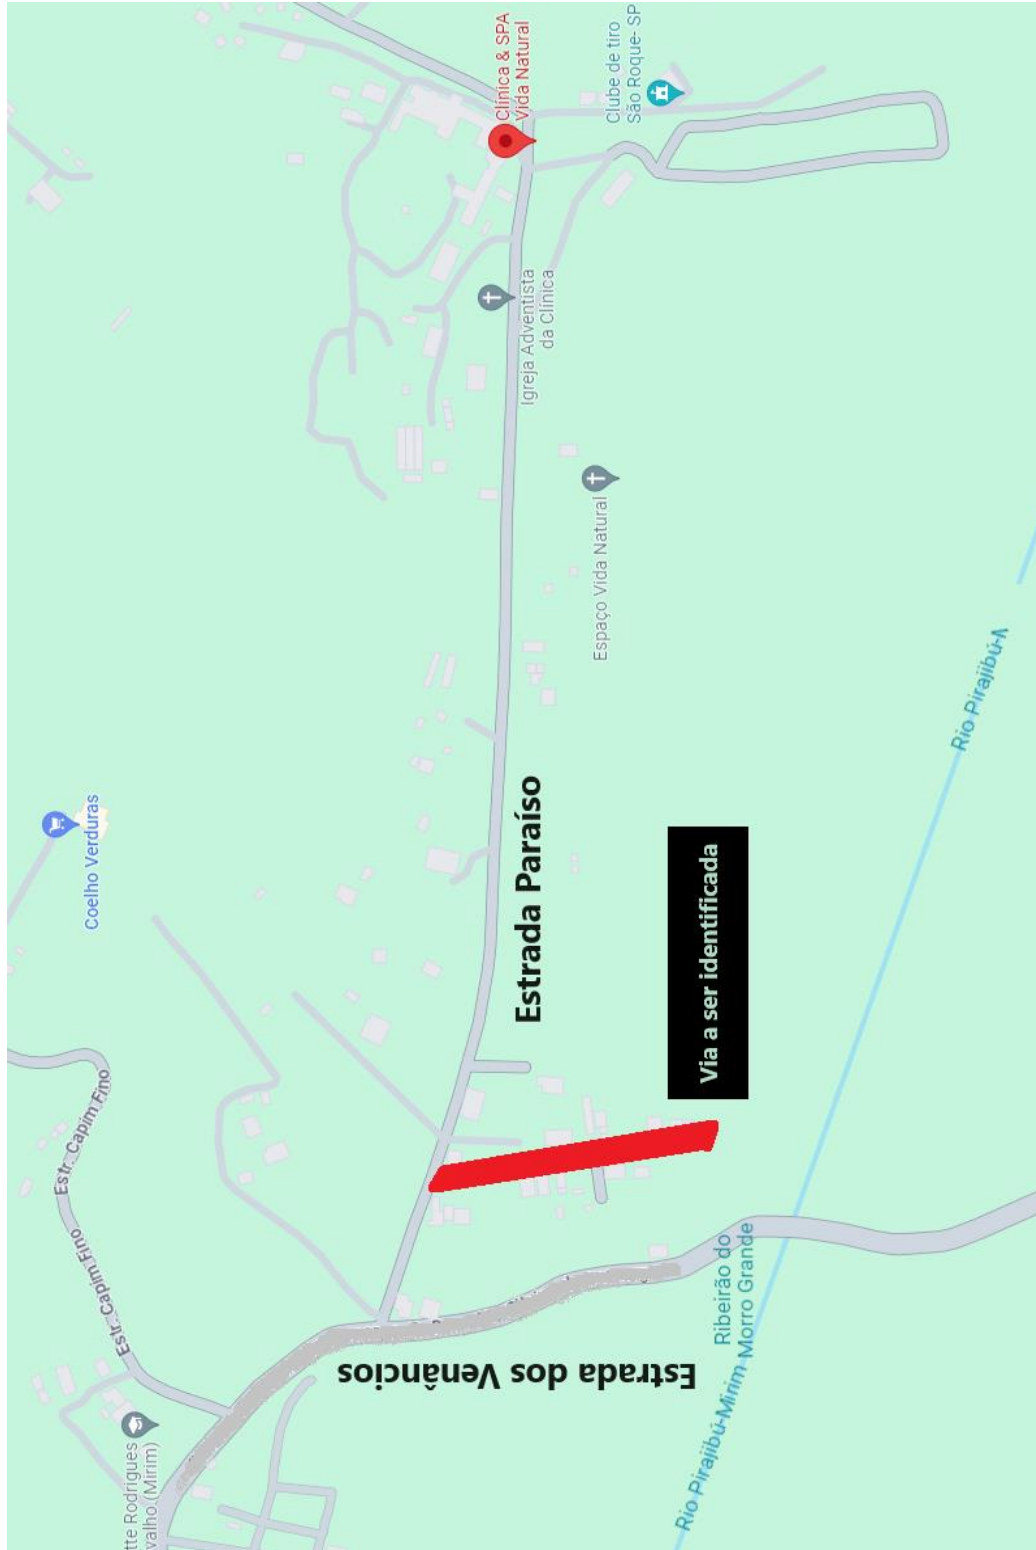 Clínica & SPA
Vida Natural
Clube de tiro
São Roque- SP
Igreja Adventista
da Clínica
Espaço Vida Natural
Coelho Verduras
Estrada Paraíso
Via a ser identificada
Rio Pirajibú-M
Estr. Capim Fino
Estr. Capim Fino
Estrada dos Venâncios
Ribeirão do
Morro Grande
Rio Pirajibú-Mirim
tte Rodrigues
valho (Mirim)